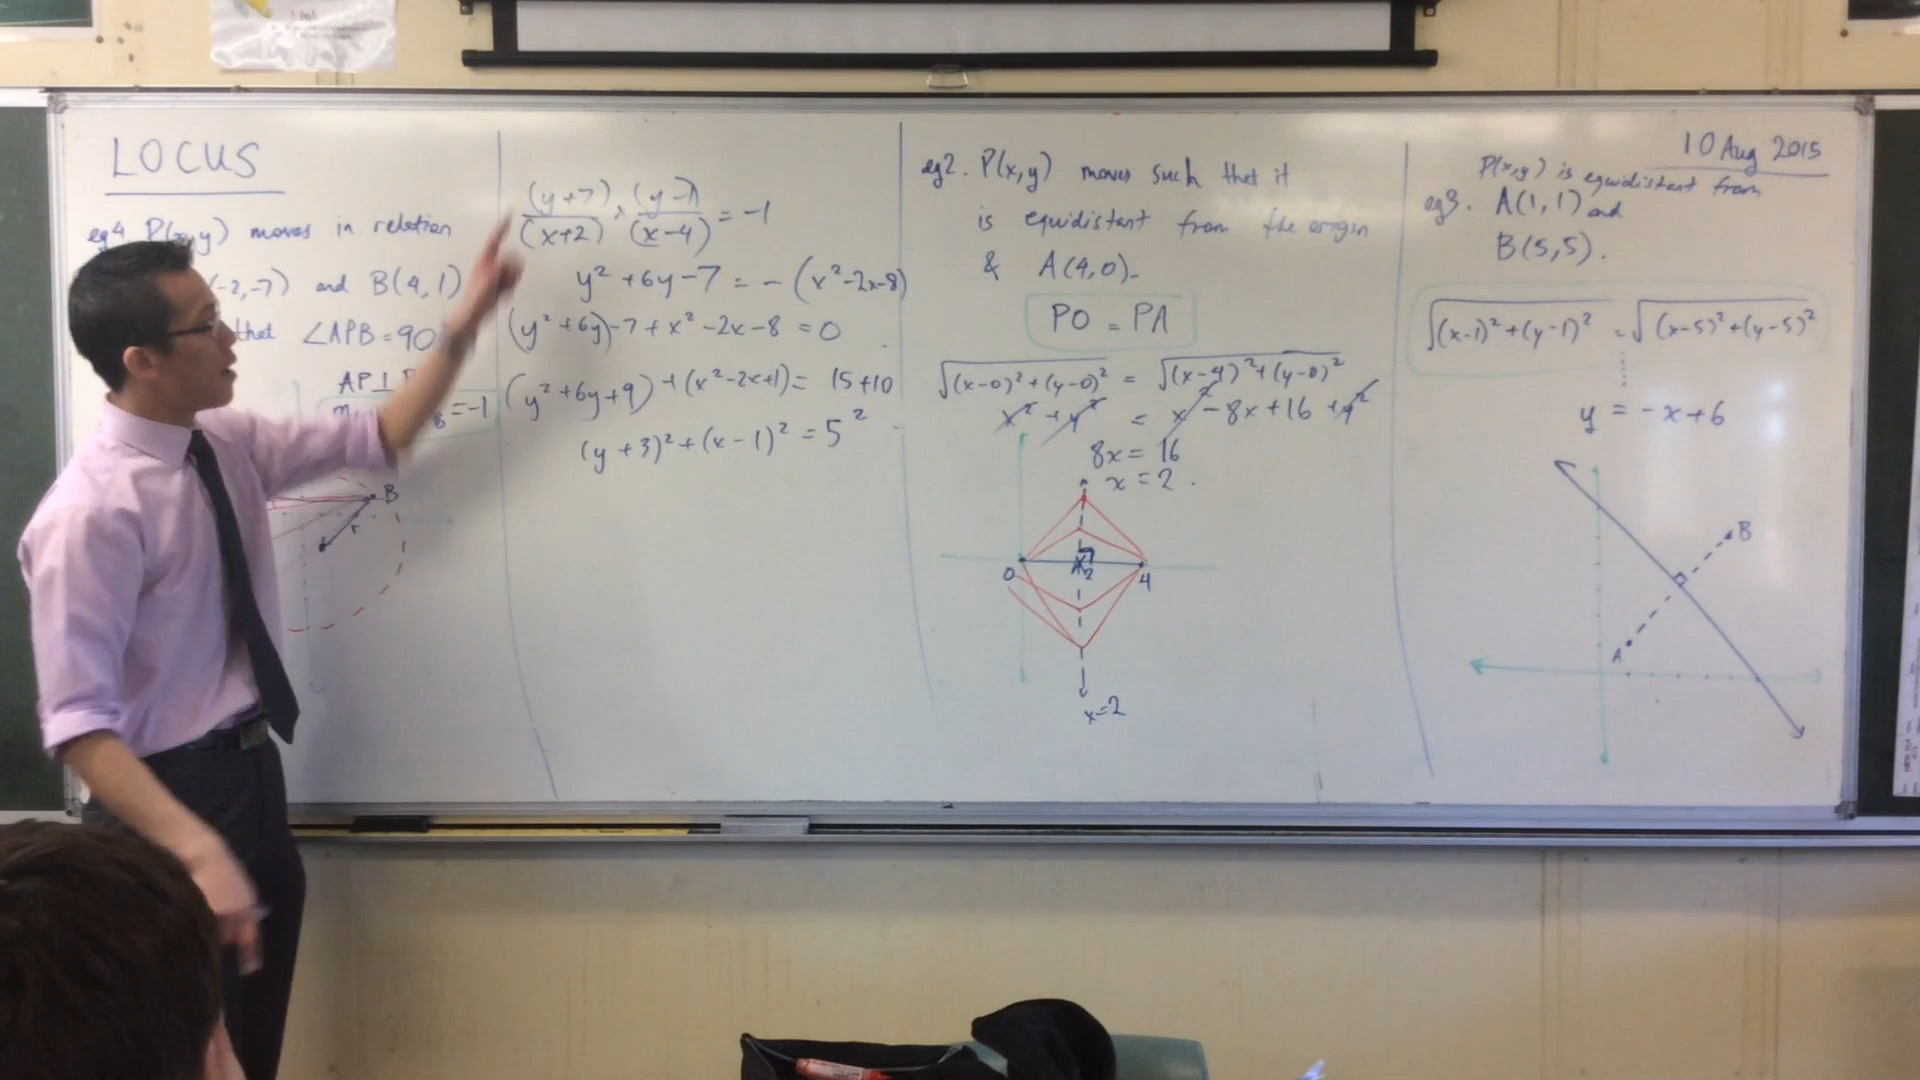 LOCUS
eg4. P(x,y) moves in relation
(-2,-7) and B(4,1)
that ∠APB = 90
AP ⊥
m = -1
B
r
(y+7)/(x+2) × (y-1)/(x-4) = -1
y² + 6y - 7 = - (x² - 2x - 8)
(y² + 6y) - 7 + x² - 2x - 8 = 0
(y² + 6y + 9) + (x² - 2x + 1) = 15 + 10
(y + 3)² + (x - 1)² = 5²
eg2. P(x,y) moves such that it
is equidistant from the origin
& A(4,0).
PO = PA
√(x-0)² + (y-0)² = √(x-4)² + (y-0)²
x² + y² = x² - 8x + 16 + y²
8x = 16
x = 2.
0 2 4
x=2
10 Aug 2015
P(x,y) is equidistant from
eg3. A(1,1) and
B(5,5).
√(x-1)² + (y-1)² = √(x-5)² + (y-5)²
y = -x + 6
B
A